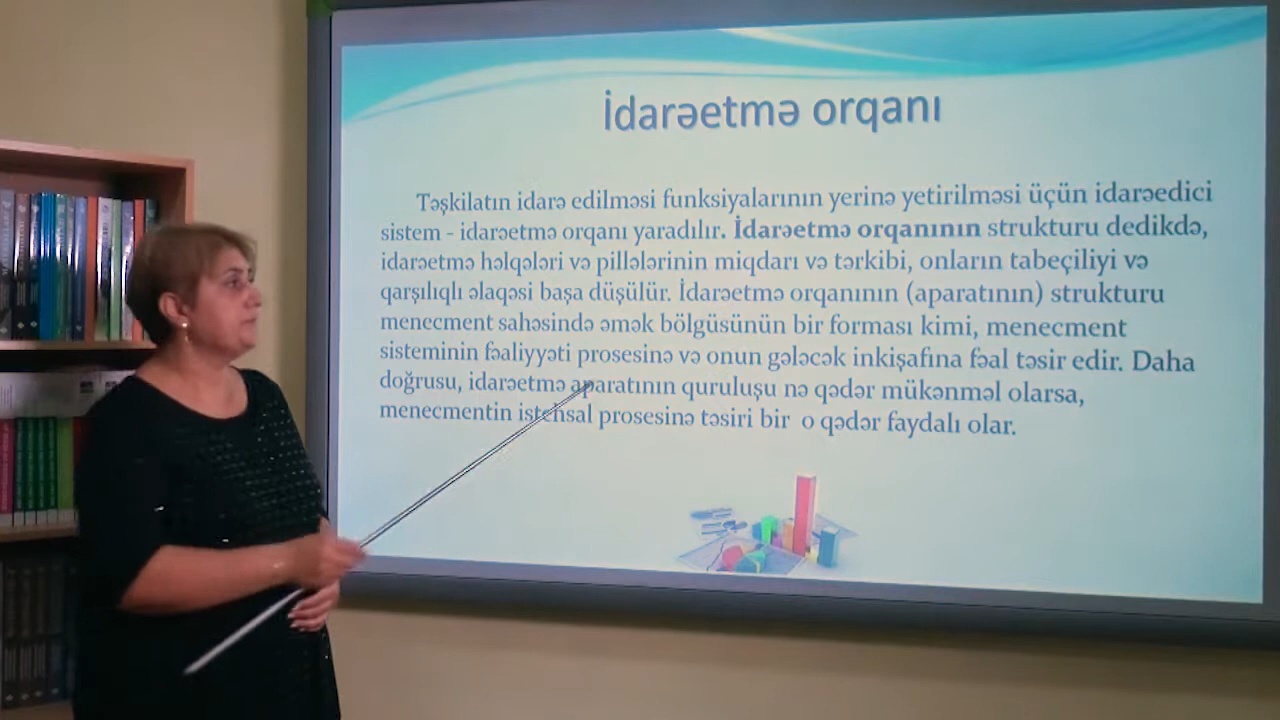 İdarəetmə orqanı
Təşkilatın idarə edilməsi funksiyalarının yerinə yetirilməsi üçün idarəedici
sistem - idarəetmə orqanı yaradılır. İdarəetmə orqanının strukturu dedikdə,
idarəetmə həlqələri və pillələrinin miqdarı və tərkibi, onların tabeçiliyi və
qarşılıqlı əlaqəsi başa düşülür. İdarəetmə orqanının (aparatının) strukturu
menecment sahəsində əmək bölgüsünün bir forması kimi, menecment
sisteminin fəaliyyəti prosesinə və onun gələcək inkişafına fəal təsir edir. Daha
doğrusu, idarəetmə aparatının quruluşu nə qədər mükənməl olarsa,
menecmentin istehsal prosesinə təsiri bir o qədər faydalı olar.